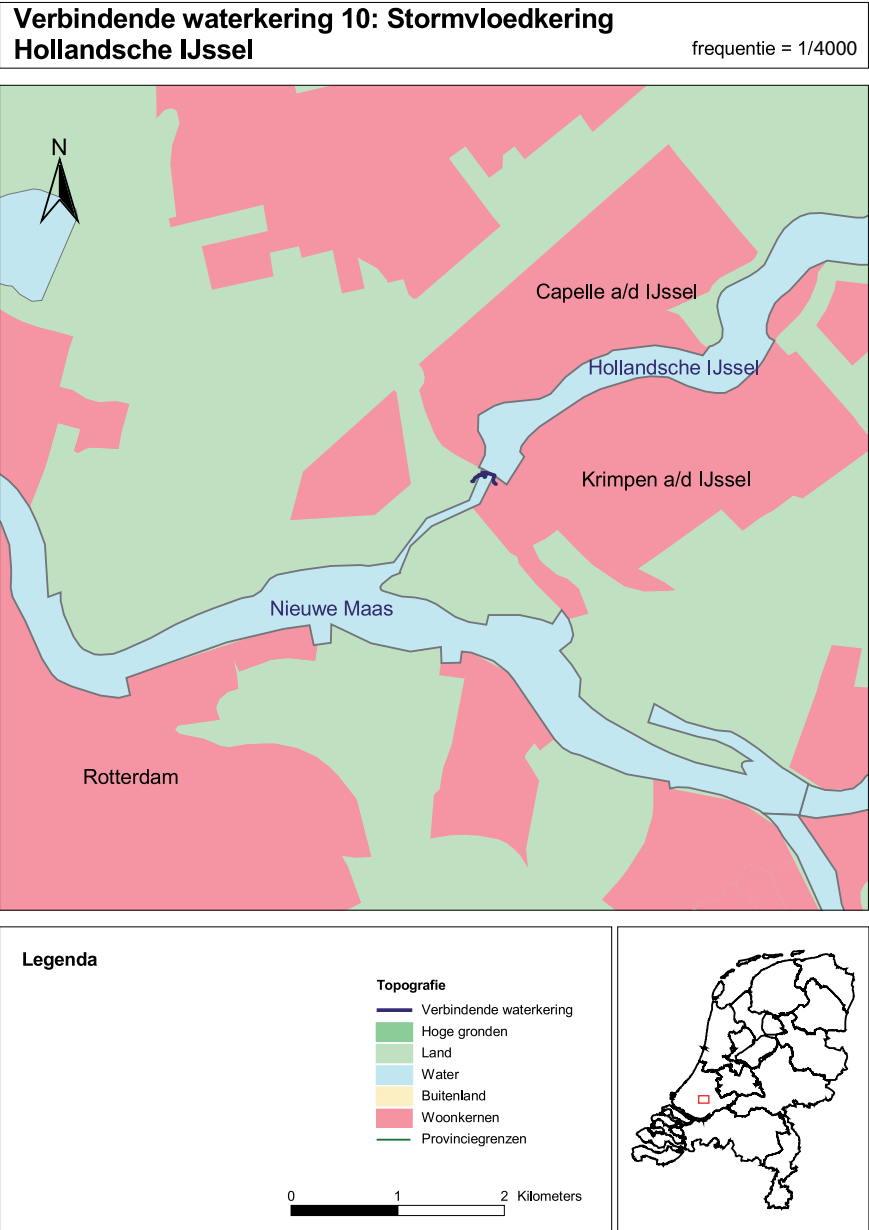 Verbindende waterkering 10: Stormvloedkering
Hollandsche IJssel
frequentie = 1/4000
N
Capelle a/d IJssel
Hollandsche IJssel
Krimpen a/d IJssel
Nieuwe Maas
Rotterdam
Legenda
Topografie
Verbindende waterkering
Hoge gronden
Land
Water
Buitenland
Woonkernen
Provinciegrenzen
0 1 2 Kilometers